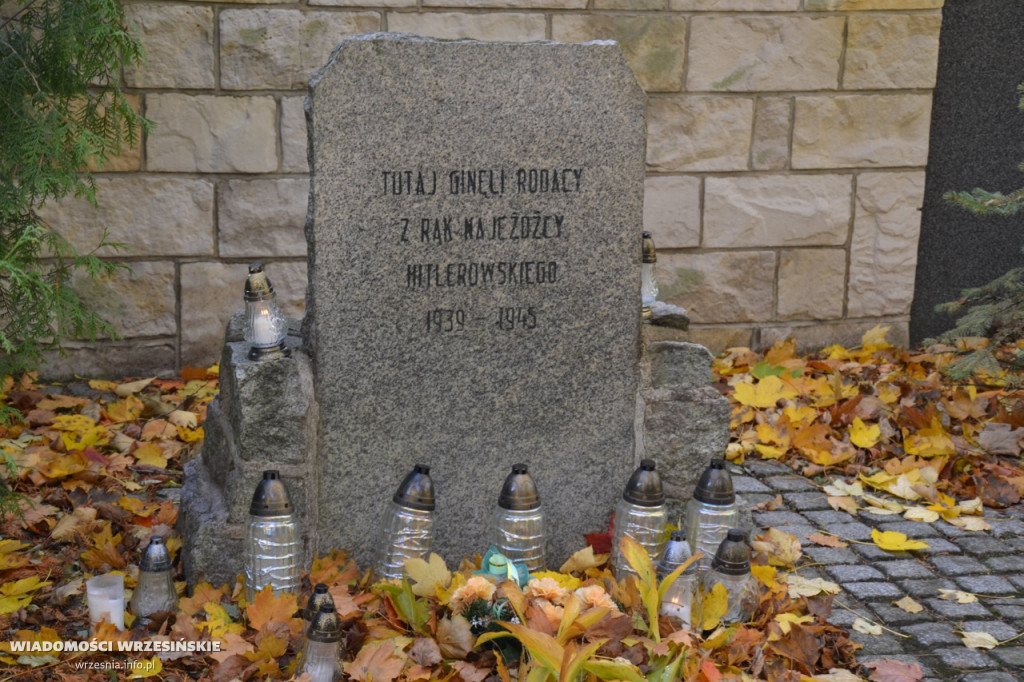 TUTAJ GINĘLI RODACY
Z RĄK NAJEŹDŹCY
HITLEROWSKIEGO
1939 - 1945
WIADOMOŚCI WRZESIŃSKIE
wrzesnia.info.pl